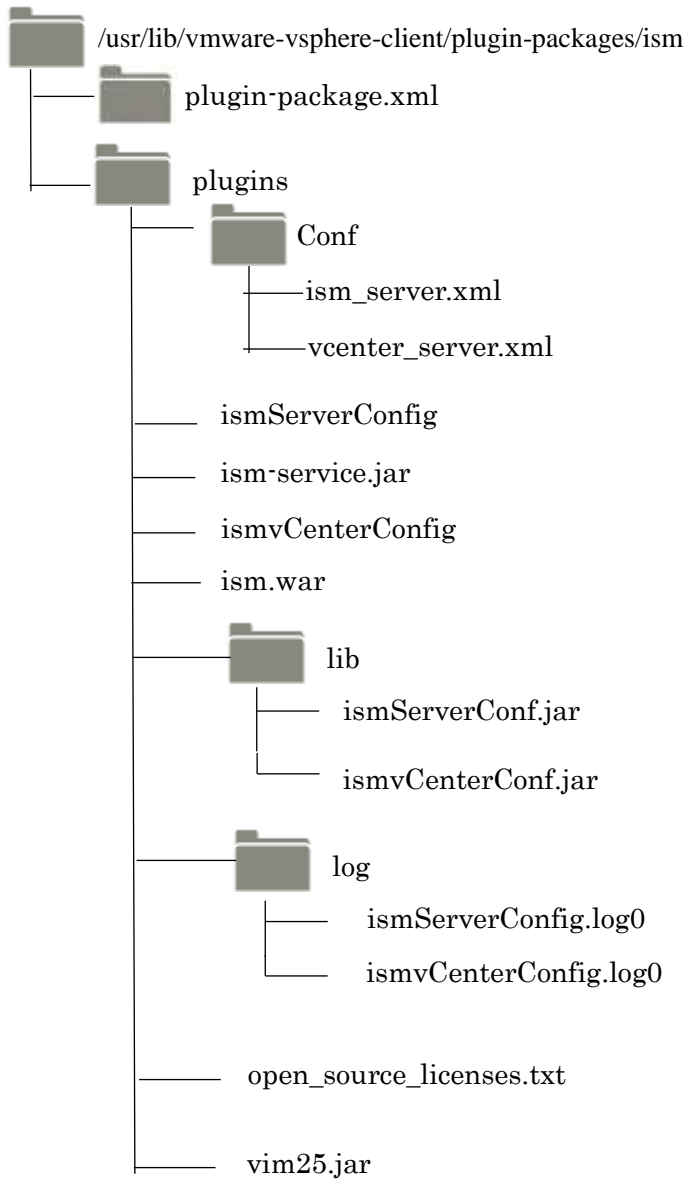 /usr/lib/vmware-vsphere-client/plugin-packages/ism
plugin-package.xml
plugins
Conf
ism_server.xml
vcenter_server.xml
ismServerConfig
ism-service.jar
ismvCenterConfig
ism.war
lib
ismServerConf.jar
ismvCenterConf.jar
log
ismServerConfig.log0
ismvCenterConfig.log0
open_source_licenses.txt
vim25.jar